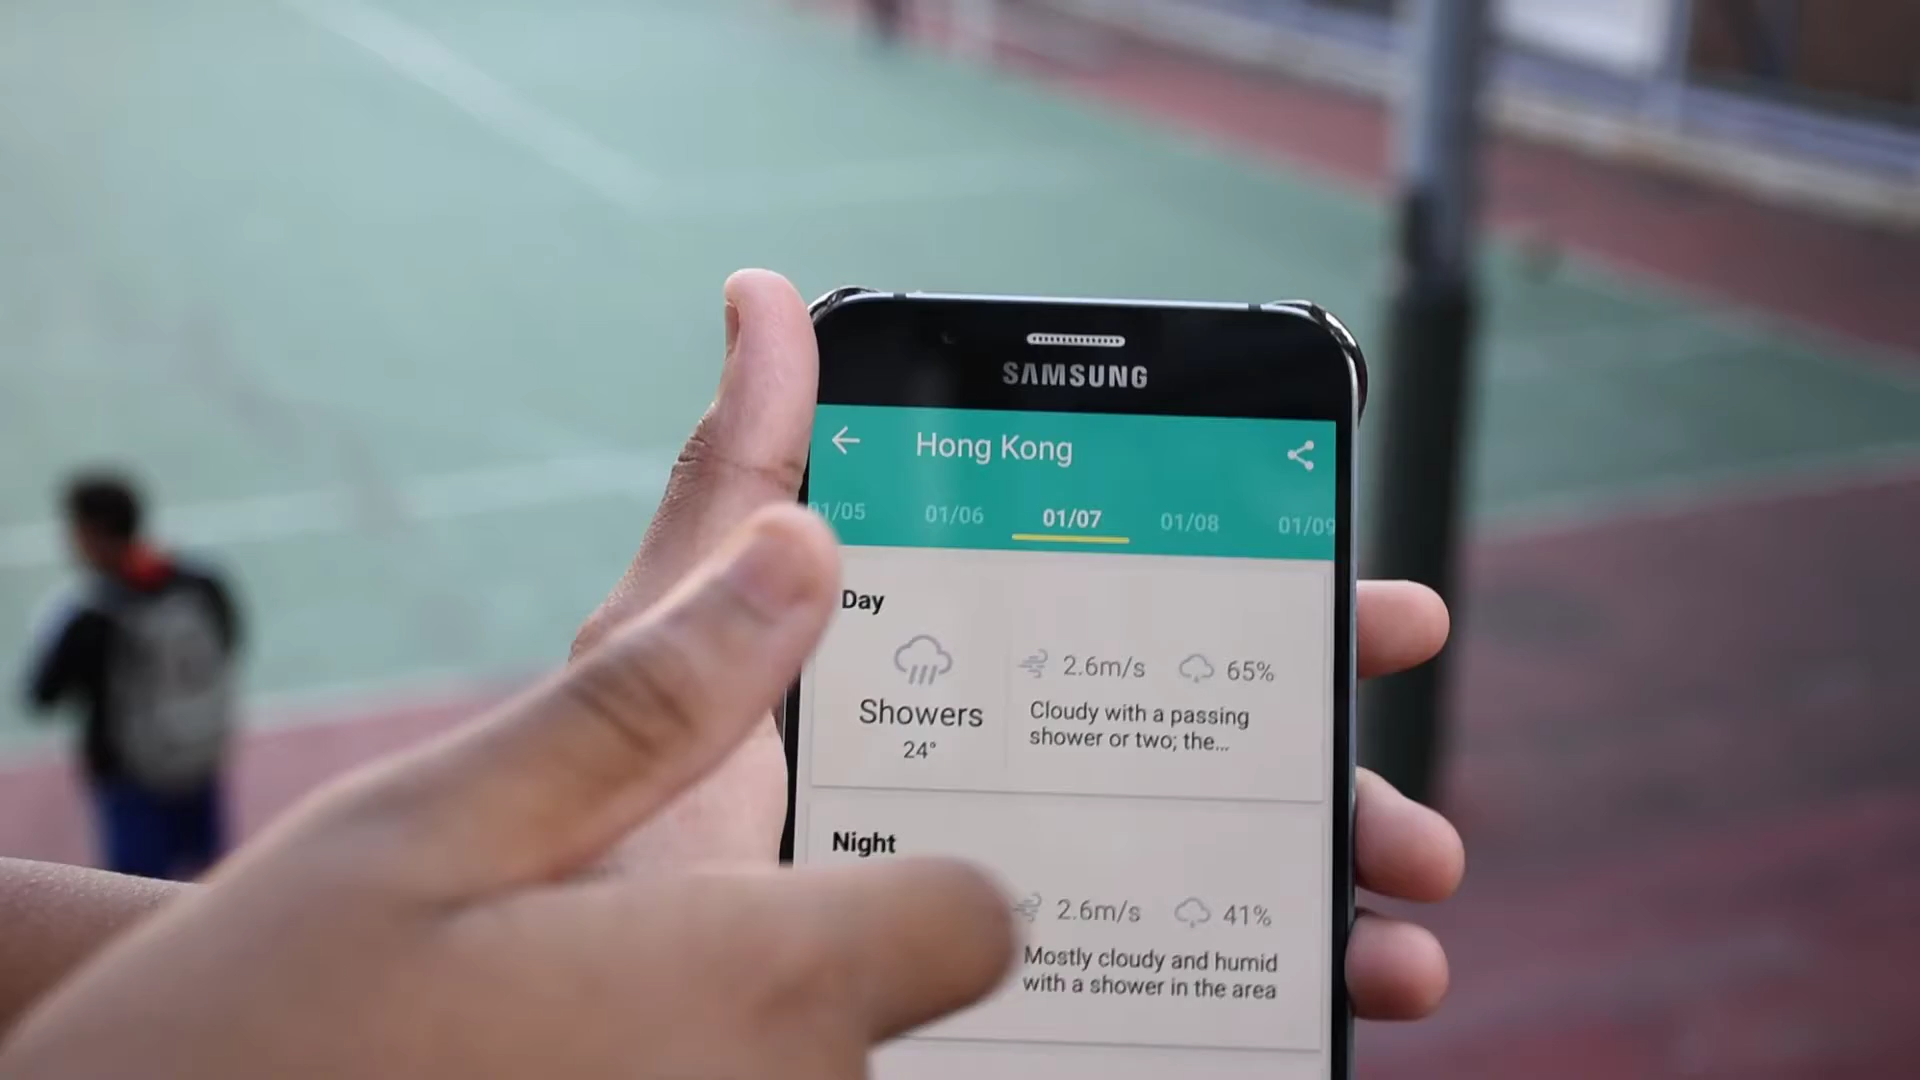 SAMSUNG
Hong Kong
01/05 01/06 01/07 01/08 01/09
Day
2.6m/s 65%
Showers
24°
Cloudy with a passing
shower or two; the...
Night
2.6m/s 41%
Mostly cloudy and humid
with a shower in the area